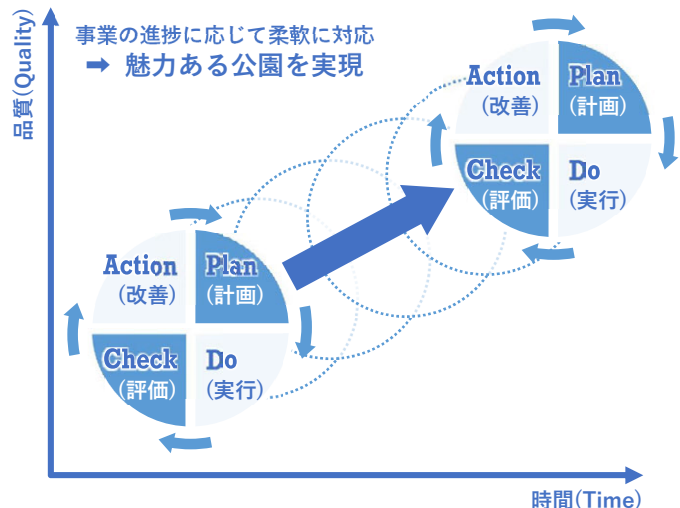 事業の進捗に応じて柔軟に対応
➡ 魅力ある公園を実現
品質(Quality)
Action
(改善)
Plan
(計画)
Check
(評価)
Do
(実行)
Action
(改善)
Plan
(計画)
Check
(評価)
Do
(実行)
時間(Time)